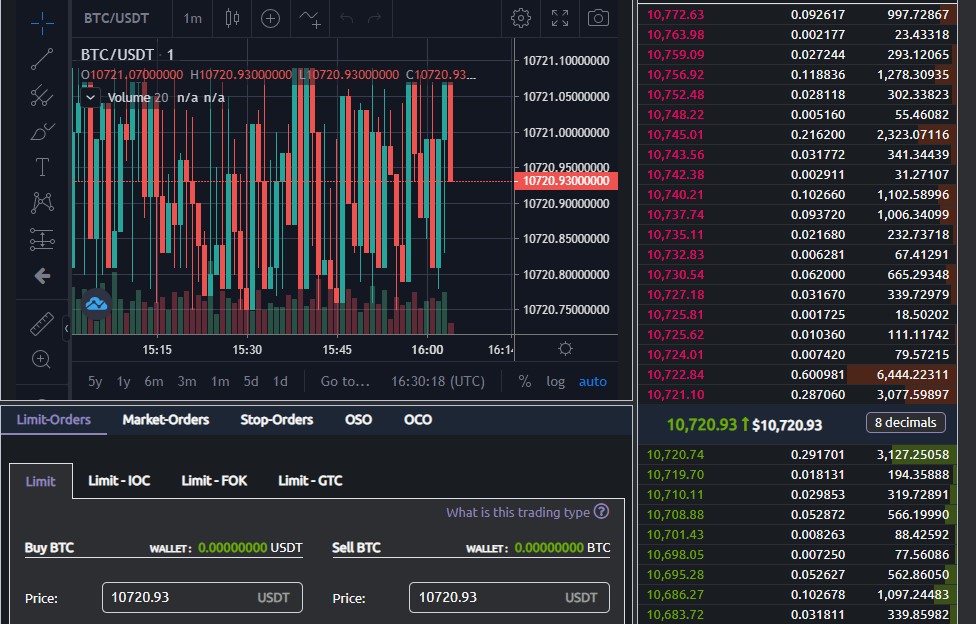 BTC/USDT 1m
BTC/USDT · 1
O10721.07000000 H10720.93000000 L10720.93000000 C10720.93...
Volume 20 n/a n/a
10721.10000000
10721.05000000
10721.00000000
10720.95000000
10720.93000000
10720.90000000
10720.85000000
10720.80000000
10720.75000000
15:15 15:30 15:45 16:00 16:14
5y 1y 6m 3m 1m 5d 1d Go to... 16:30:18 (UTC) % log auto
Limit-Orders Market-Orders Stop-Orders OSO OCO
Limit Limit - IOC Limit - FOK Limit - GTC
What is this trading type ?
Buy BTC WALLET: 0.00000000 USDT Sell BTC WALLET: 0.00000000 BTC
Price: 10720.93 USDT Price: 10720.93 USDT
10,772.63 0.092617 997.72867
10,763.98 0.002177 23.43318
10,759.09 0.027244 293.12065
10,756.92 0.118836 1,278.30935
10,752.48 0.028118 302.33823
10,748.22 0.005160 55.46082
10,745.01 0.216200 2,323.07116
10,743.56 0.031772 341.34439
10,742.38 0.002911 31.27107
10,740.21 0.102660 1,102.58996
10,737.74 0.093720 1,006.34099
10,735.11 0.021680 232.73718
10,732.83 0.006281 67.41291
10,730.54 0.062000 665.29348
10,727.18 0.031670 339.72979
10,725.81 0.001725 18.50202
10,725.62 0.010360 111.11742
10,724.01 0.007420 79.57215
10,722.84 0.600981 6,444.22311
10,721.10 0.287060 3,077.59897
10,720.93↑ $10,720.93 8 decimals
10,720.74 0.291701 3,127.25058
10,719.70 0.018131 194.35888
10,710.11 0.029853 319.72891
10,708.88 0.052872 566.19990
10,701.43 0.008263 88.42592
10,698.05 0.007250 77.56086
10,695.28 0.052627 562.86050
10,686.27 0.102678 1,097.24483
10,683.72 0.031811 339.85982